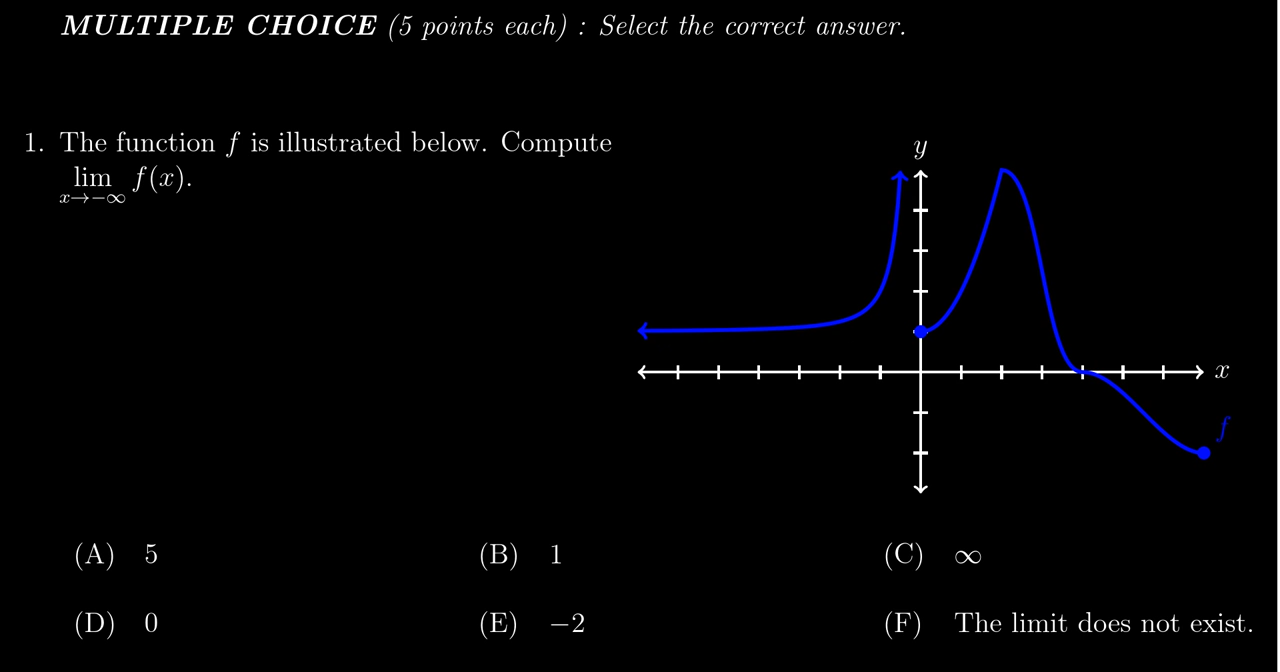 MULTIPLE CHOICE (5 points each) : Select the correct answer.
1. The function f is illustrated below. Compute
lim f(x).
x→−∞
y
x
f
(A) 5 (B) 1 (C) ∞
(D) 0 (E) −2 (F) The limit does not exist.